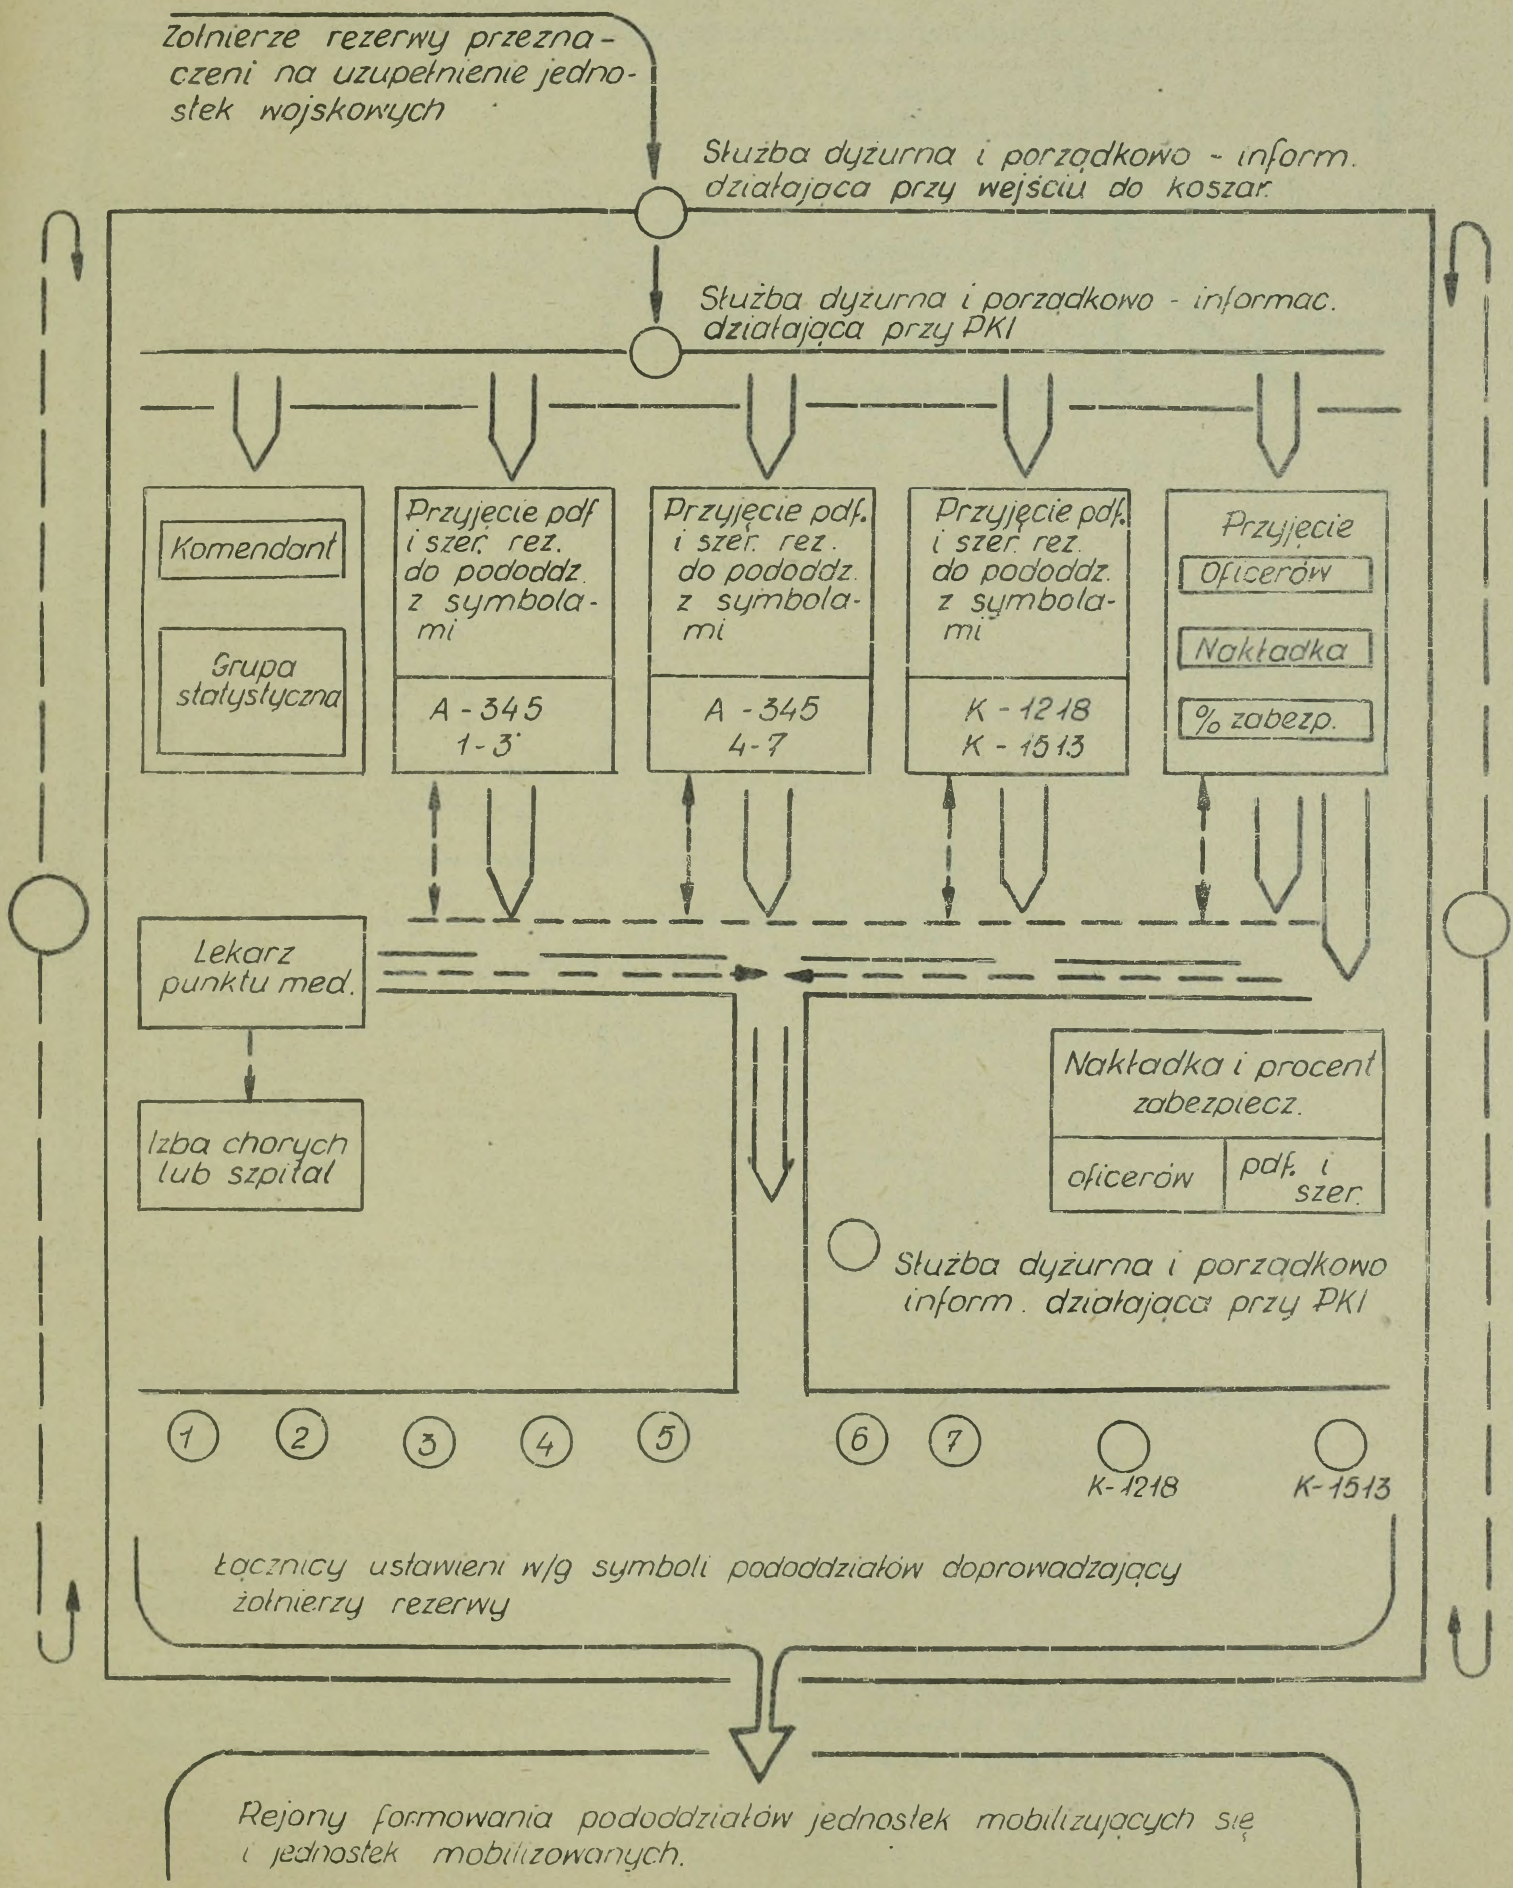 Żołnierze rezerwy przezna-
czeni na uzupełnienie jedno-
stek wojskowych
Służba dyżurna i porządkowo - inform.
działająca przy wejściu do koszar.
Służba dyżurna i porządkowo - informac.
działająca przy PKI
Komendant
Grupa
statystyczna
Przyjęcie pdf
i szer. rez.
do pododdz.
z symbola-
mi
A - 345
1 - 3
Przyjęcie pdf.
i szer. rez.
do pododdz.
z symbola-
mi
A - 345
4 - 7
Przyjęcie pdf.
i szer. rez.
do pododdz.
z symbola-
mi
K - 1218
K - 1513
Przyjęcie
Oficerów
Nakładka
% zabezp.
Lekarz
punktu med.
Izba chorych
lub szpital
Nakładka i procent
zabezpiecz.
oficerów
pdf. i
szer.
Służba dyżurna i porządkowo
inform. działająca przy PKI
1 2 3 4 5 6 7
K-1218 K-1513
Łącznicy ustawieni w/g symboli pododdziałów doprowadzający
żołnierzy rezerwy
Rejony formowania pododdziałów jednostek mobilizujących się
i jednostek mobilizowanych.